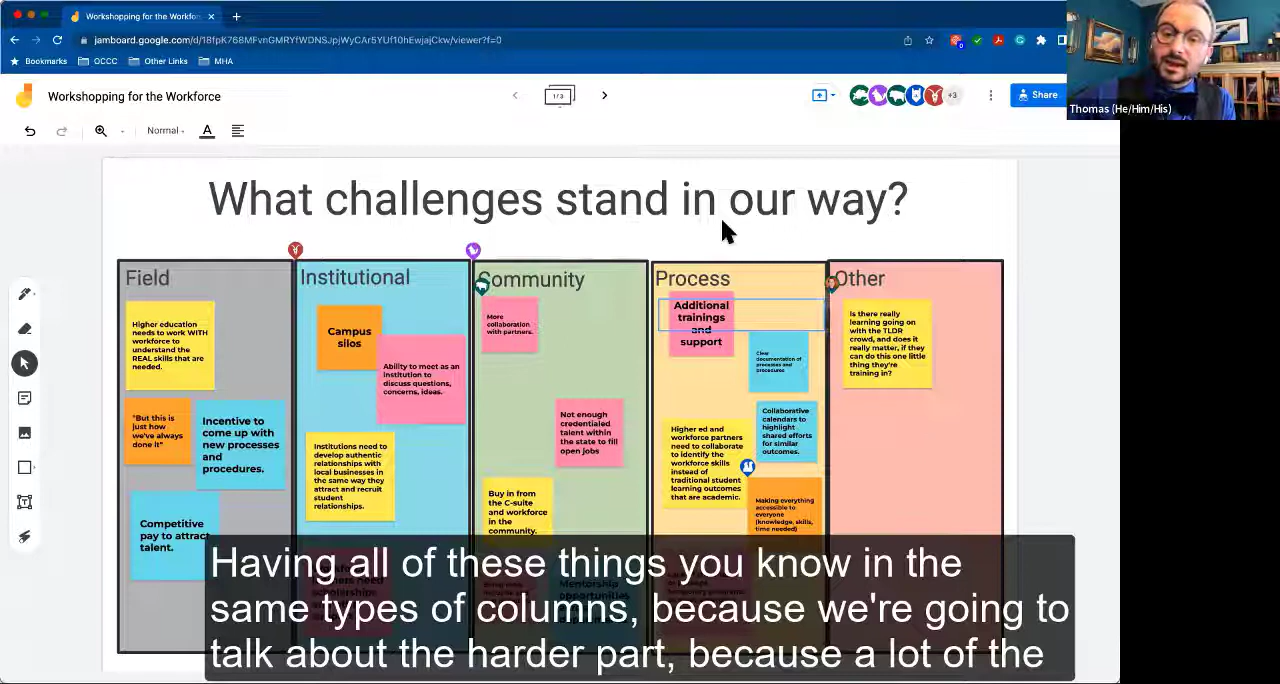 Workshopping for the Workfor
jamboard.google.com/d/18fpK768MFvnGMRYfWDNSJpjWyCAr5YUf10hEwjajCkw/viewer?f=0
Bookmarks
OCCC
Other Links
MHA
Workshopping for the Workforce
1/3
+3
Share
Thomas (He/Him/His)
Normal
What challenges stand in our way?
Field
Higher education
needs to work WITH
workforce to
understand the
REAL skills that are
needed.
"But this is
just how
we've always
done it"
Incentive to
come up with
new processes
and
procedures.
Competitive
pay to attract
talent.
Institutional
Campus
silos
Ability to meet as an
institution to
discuss questions,
concerns, ideas.
Institutions need to
develop authentic
relationships with
local businesses in
the same way they
attract and recruit
student
relationships.
Community
More
collaboration
with partners.
Not enough
credentialed
talent within
the state to fill
open jobs
Buy in from
the C-suite
and workforce
in the
community.
Mentorship
opportunities
Process
Additional
trainings
and
support
Clear
documentation of
processes and
procedures
Collaborative
calendars to
highlight
shared efforts
for similar
outcomes.
Higher ed and
workforce partners
need to collaborate
to identify the
workforce skills
instead of
traditional student
learning outcomes
that are academic.
Making everything
accessible to
everyone
(knowledge, skills,
time needed)
Other
Is there really
learning going on
with the TLDR
crowd, and does it
really matter, if they
can do this one little
thing they're
training in?
Having all of these things you know in the
same types of columns, because we're going to
talk about the harder part, because a lot of the